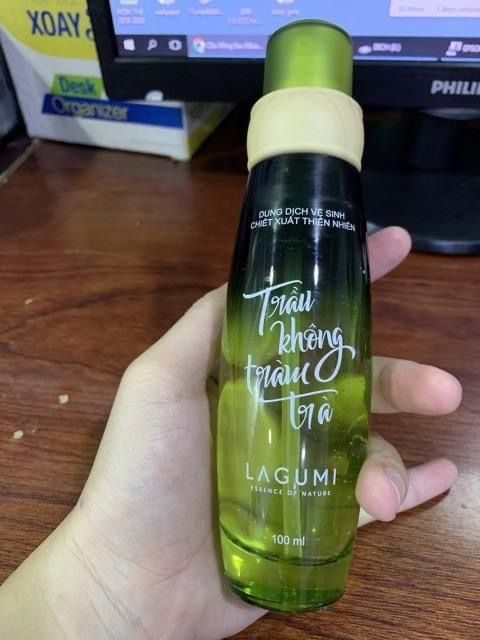 XOAY
Desk
Organizer
PHILIP
DUNG DỊCH VỆ SINH
CHIẾT XUẤT THIÊN NHIÊN
Trầu
không
tràm
trà
LAGUMI
ESSENCE OF NATURE
100 ml